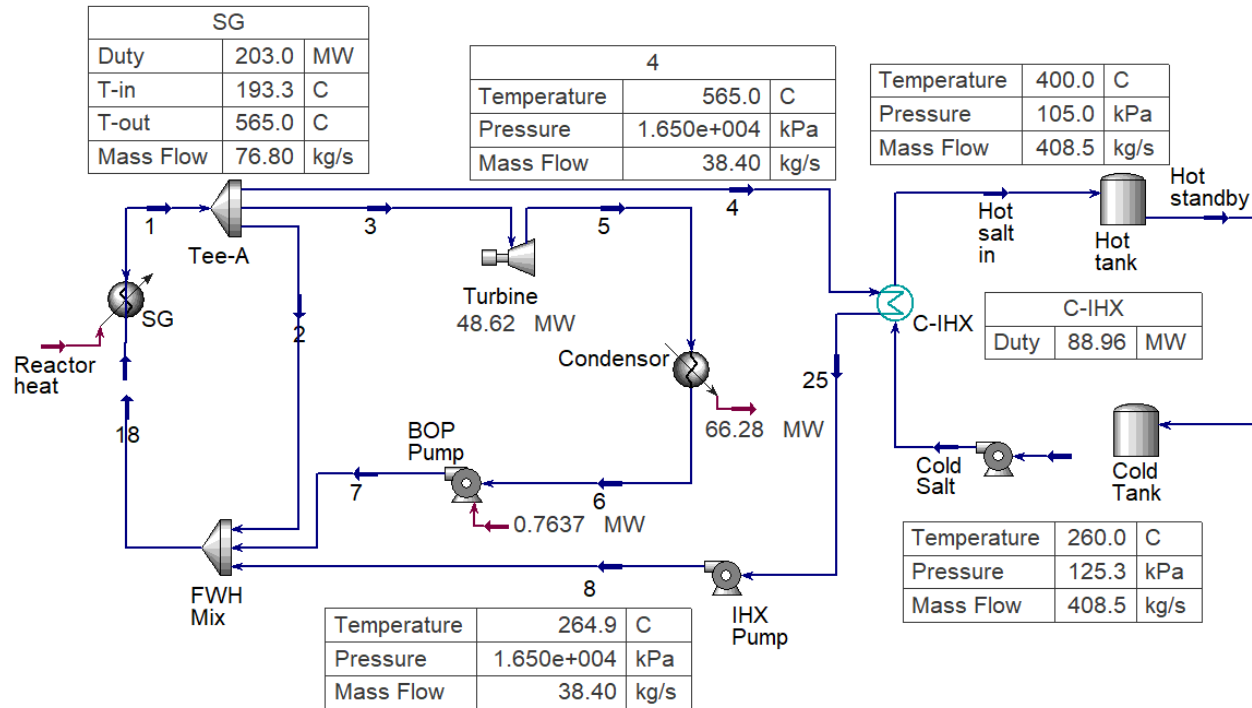 SG
Duty 203.0 MW
T-in 193.3 C
T-out 565.0 C
Mass Flow 76.80 kg/s
4
Temperature 565.0 C
Pressure 1.650e+004 kPa
Mass Flow 38.40 kg/s
Temperature 400.0 C
Pressure 105.0 kPa
Mass Flow 408.5 kg/s
1
Tee-A
3
5
4
2
Turbine
48.62 MW
Hot
salt
in
Hot
tank
Hot
standby
SG
Reactor
heat
C-IHX
C-IHX
Duty 88.96 MW
Condensor
66.28 MW
25
18
BOP
Pump
7
6
0.7637 MW
Cold
Salt
Cold
Tank
FWH
Mix
8
IHX
Pump
Temperature 264.9 C
Pressure 1.650e+004 kPa
Mass Flow 38.40 kg/s
Temperature 260.0 C
Pressure 125.3 kPa
Mass Flow 408.5 kg/s